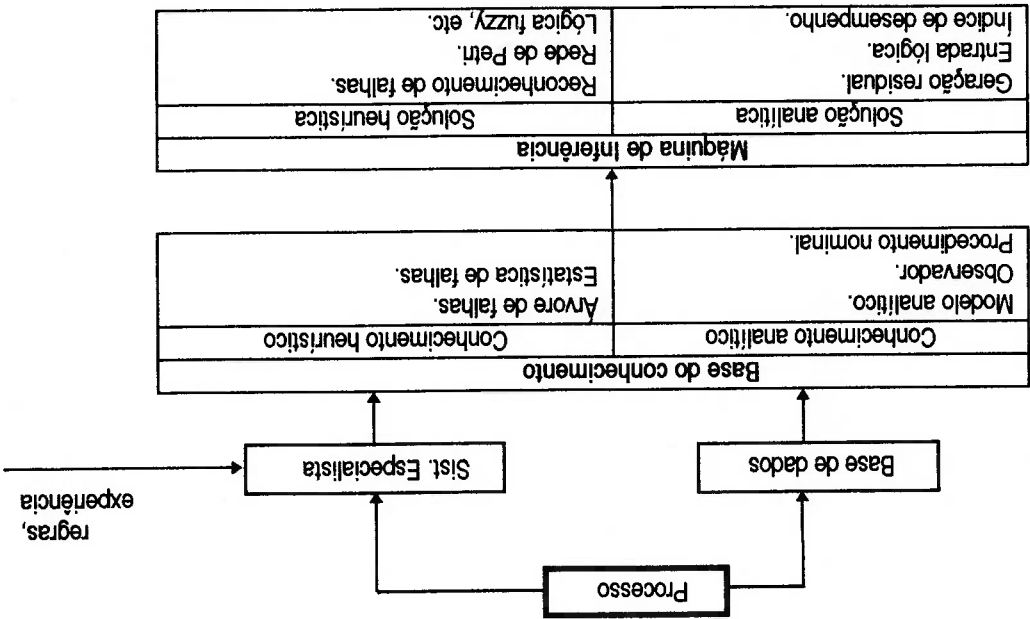 Processo
regras,
experiência
Base de dados
Sist. Especialista
Base do conhecimento
Conhecimento analítico
Conhecimento heurístico
Modelo analítico.
Observador.
Procedimento nominal.
Árvore de falhas.
Estatística de falhas.
Máquina de Inferência
Solução analítica
Solução heurística
Geração residual.
Entrada lógica.
Índice de desempenho.
Reconhecimento de falhas.
Rede de Petri.
Lógica fuzzy, etc.